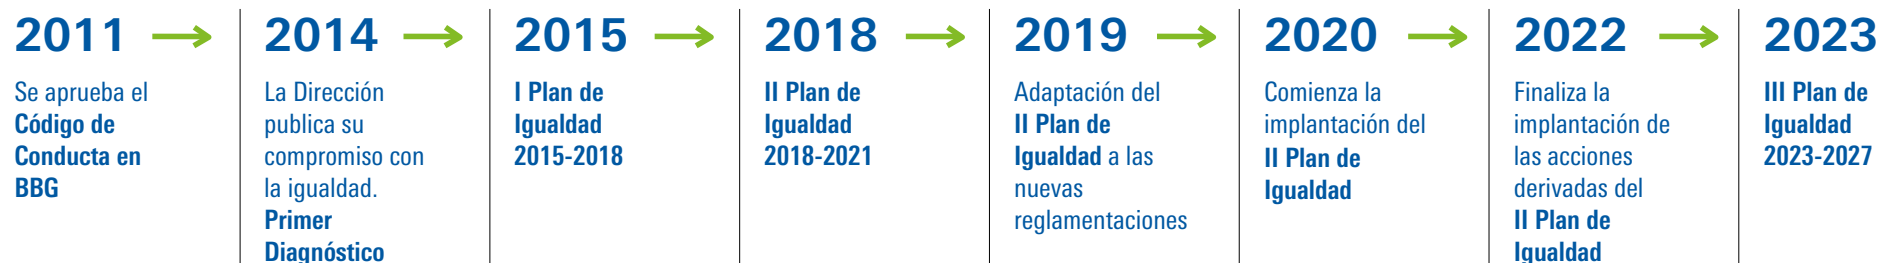 2011
Se aprueba el
Código de
Conducta en
BBG
2014
La Dirección
publica su
compromiso con
la igualdad.
Primer
Diagnóstico
2015
I Plan de
Igualdad
2015-2018
2018
II Plan de
Igualdad
2018-2021
2019
Adaptación del
II Plan de
Igualdad a las
nuevas
reglamentaciones
2020
Comienza la
implantación del
II Plan de
Igualdad
2022
Finaliza la
implantación de
las acciones
derivadas del
II Plan de
Igualdad
2023
III Plan de
Igualdad
2023-2027